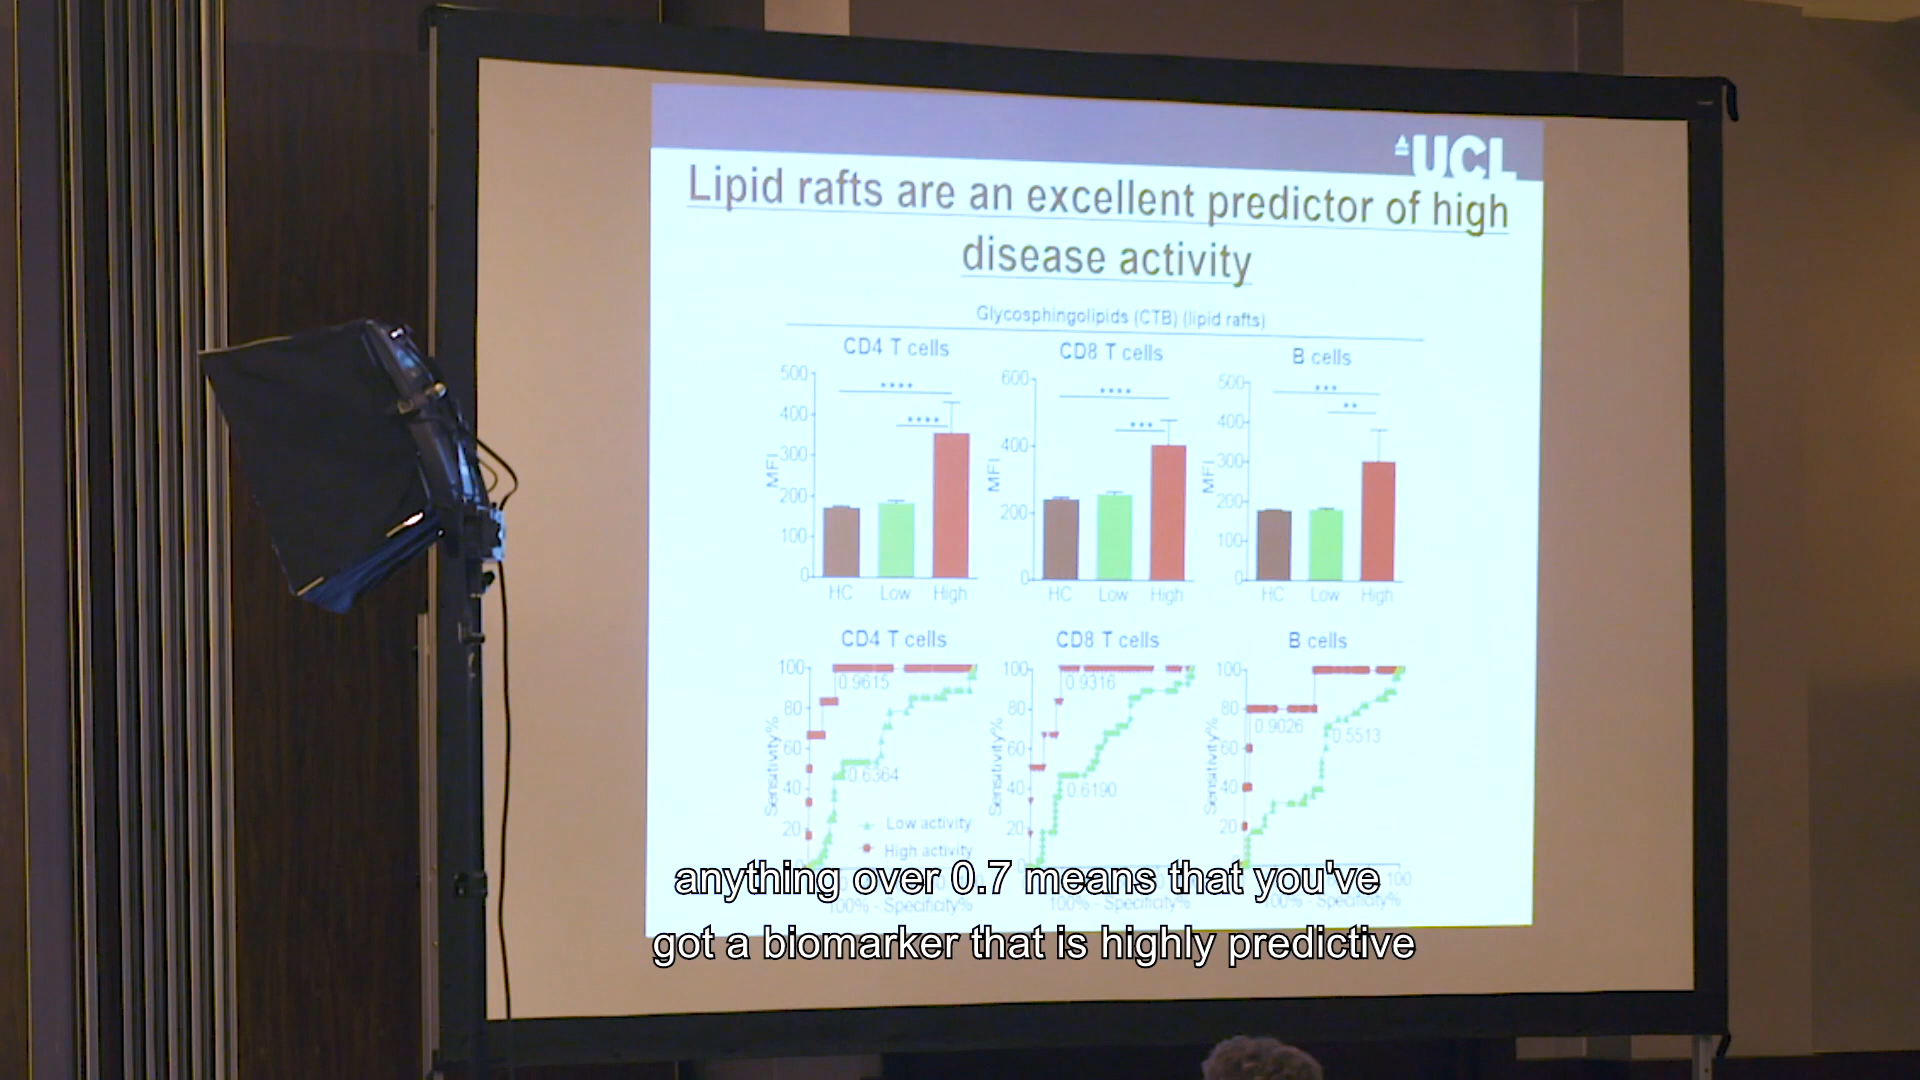 UCL
Lipid rafts are an excellent predictor of high
disease activity
Glycosphingolipids (CTB) (lipid rafts)
CD4 T cells
CD8 T cells
B cells
500
400
300
200
100
0
MFI
****
****
HC Low High
600
400
200
0
MFI
****
***
HC Low High
500
400
300
200
100
0
MFI
***
**
HC Low High
CD4 T cells
CD8 T cells
B cells
100
80
60
40
20
Sensitivity%
0.9615
0.6364
Low activity
High activity
100% - Specificity%
100
80
60
40
20
0
Sensitivity%
0.9316
0.6190
100% - Specificity%
100
80
60
40
20
Sensitivity%
0.9026
0.5513
100
100% - Specificity%
anything over 0.7 means that you've
got a biomarker that is highly predictive